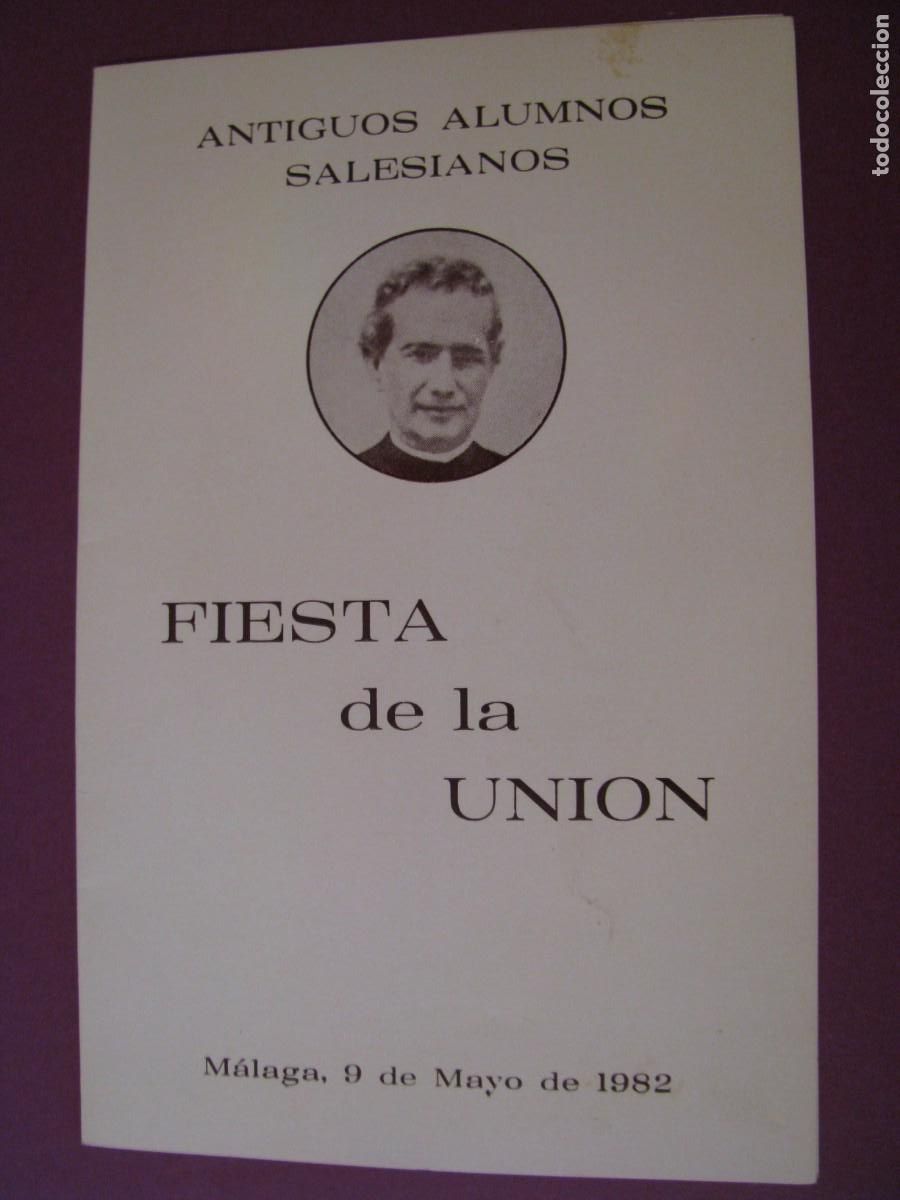 todocoleccion
ANTIGUOS ALUMNOS
SALESIANOS
FIESTA
de la
UNION
Málaga, 9 de Mayo de 1982